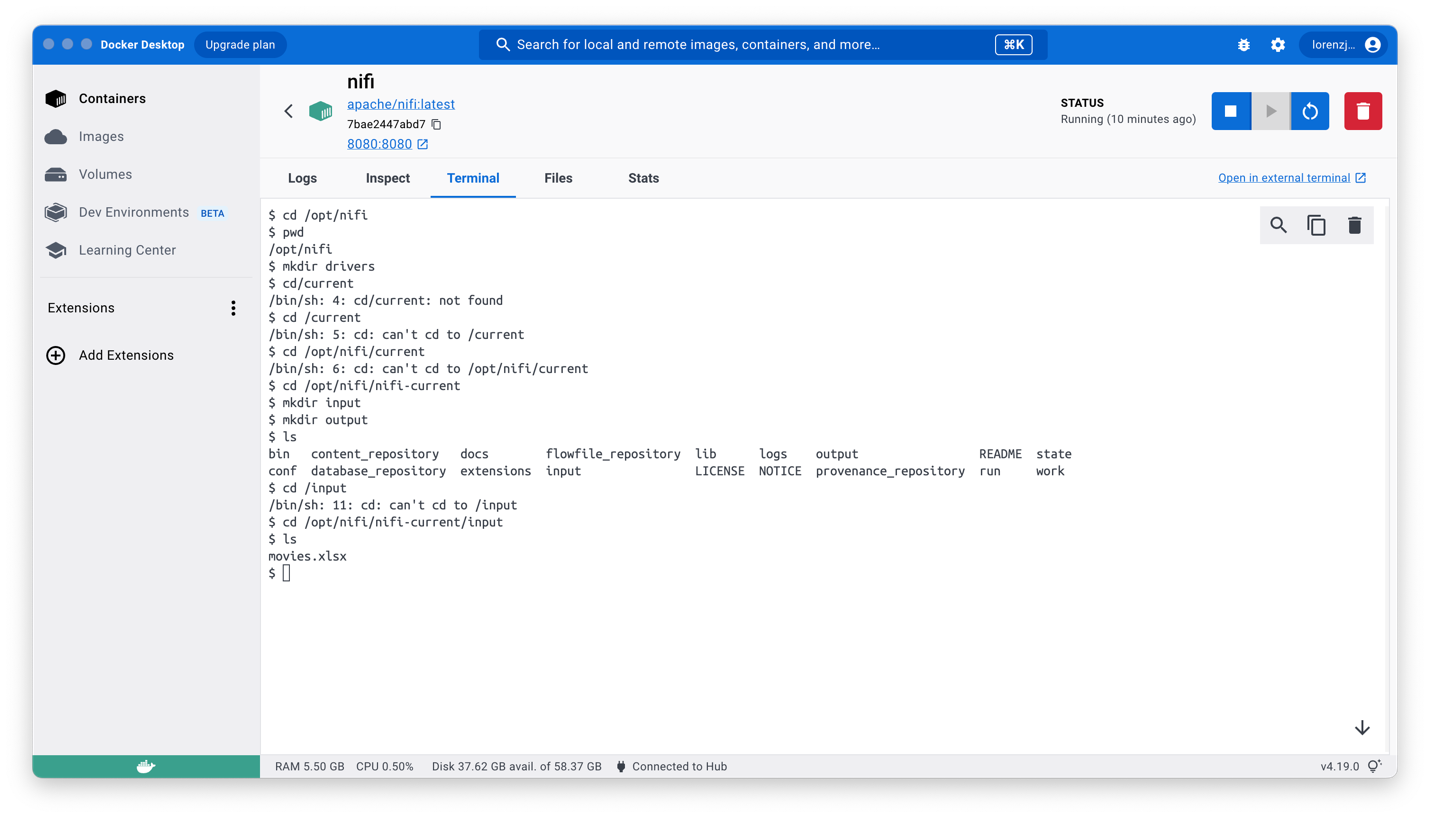 Docker Desktop Upgrade plan Search for local and remote images, containers, and more... ⌘K lorenzj...
Containers
Images
Volumes
Dev Environments BETA
Learning Center
Extensions
Add Extensions
nifi
apache/nifi:latest
7bae2447abd7
8080:8080
STATUS
Running (10 minutes ago)
Logs Inspect Terminal Files Stats Open in external terminal
$ cd /opt/nifi
$ pwd
/opt/nifi
$ mkdir drivers
$ cd/current
/bin/sh: 4: cd/current: not found
$ cd /current
/bin/sh: 5: cd: can't cd to /current
$ cd /opt/nifi/current
/bin/sh: 6: cd: can't cd to /opt/nifi/current
$ cd /opt/nifi/nifi-current
$ mkdir input
$ mkdir output
$ ls
bin content_repository docs flowfile_repository lib logs output README state
conf database_repository extensions input LICENSE NOTICE provenance_repository run work
$ cd /input
/bin/sh: 11: cd: can't cd to /input
$ cd /opt/nifi/nifi-current/input
$ ls
movies.xlsx
$
RAM 5.50 GB CPU 0.50% Disk 37.62 GB avail. of 58.37 GB Connected to Hub v4.19.0